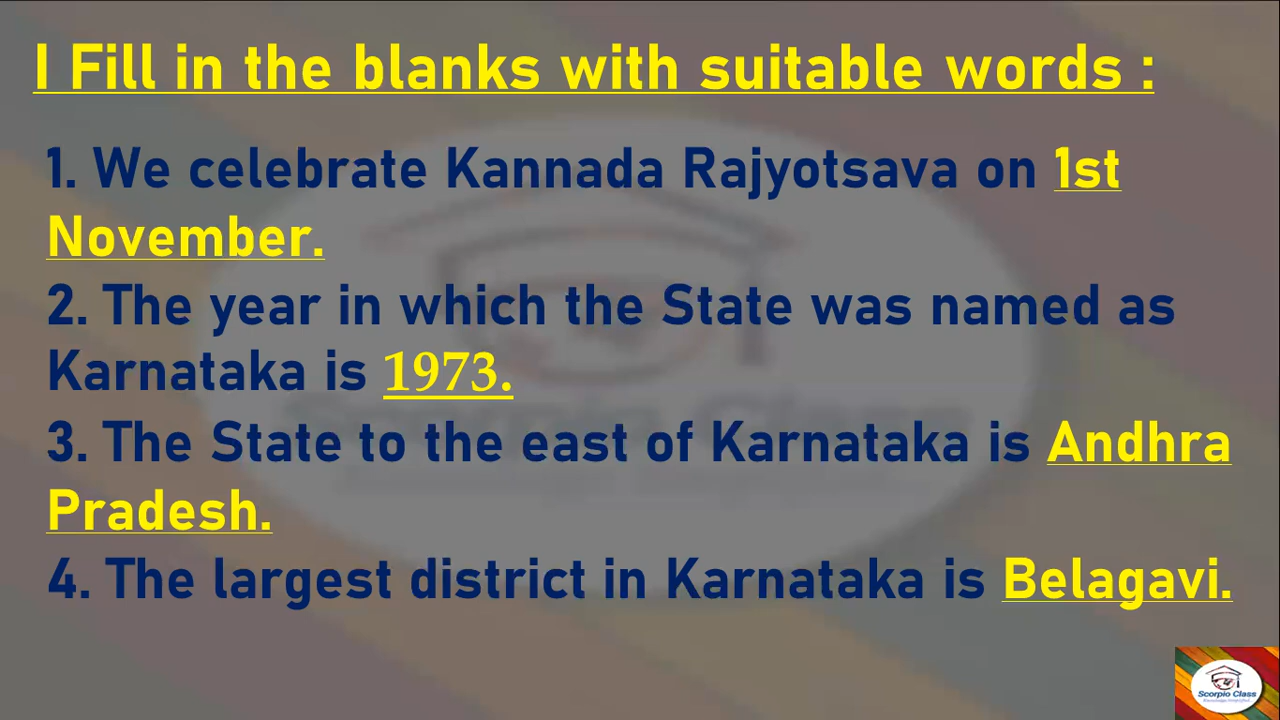 I Fill in the blanks with suitable words :
1. We celebrate Kannada Rajyotsava on 1st
November.
2. The year in which the State was named as
Karnataka is 1973.
3. The State to the east of Karnataka is Andhra
Pradesh.
4. The largest district in Karnataka is Belagavi.
Scorpio Class